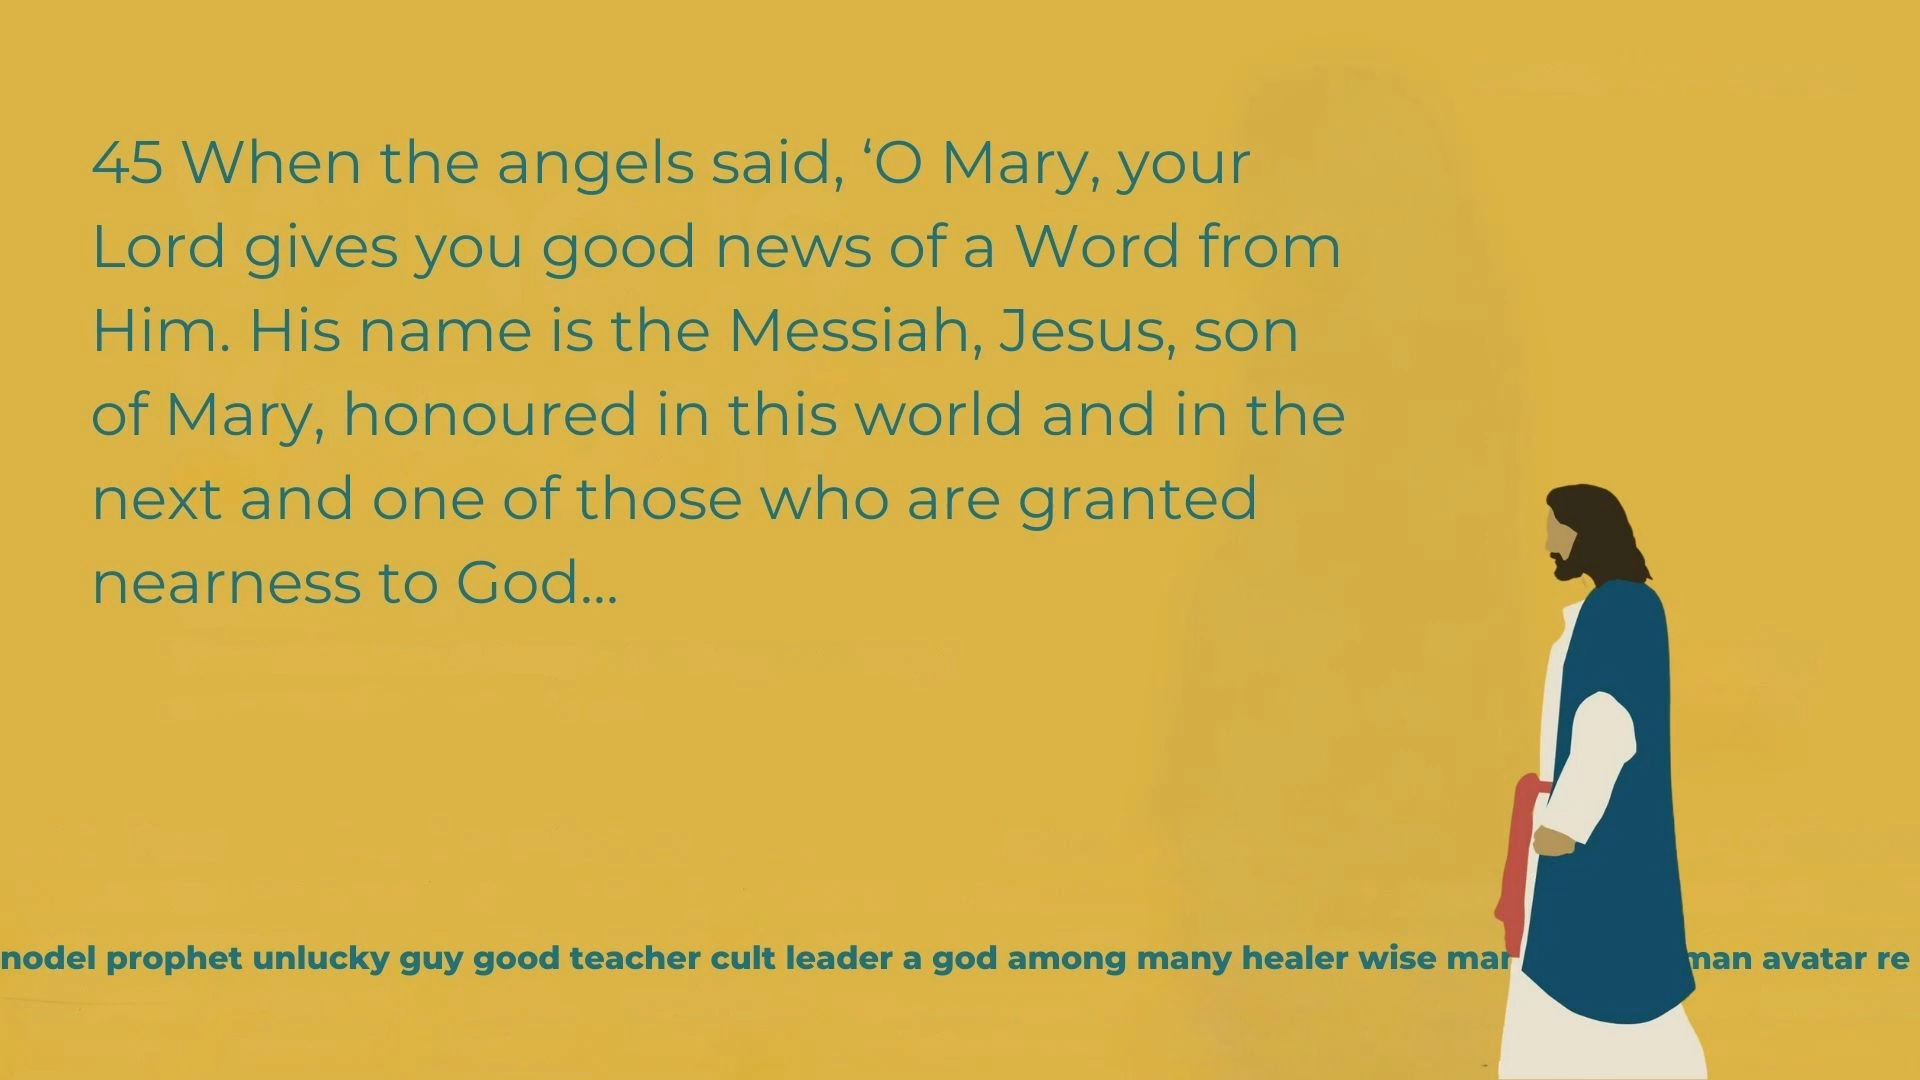 45 When the angels said, ‘O Mary, your
Lord gives you good news of a Word from
Him. His name is the Messiah, Jesus, son
of Mary, honoured in this world and in the
next and one of those who are granted
nearness to God...
prophet unlucky guy good teacher cult leader a god among many healer wise avatar